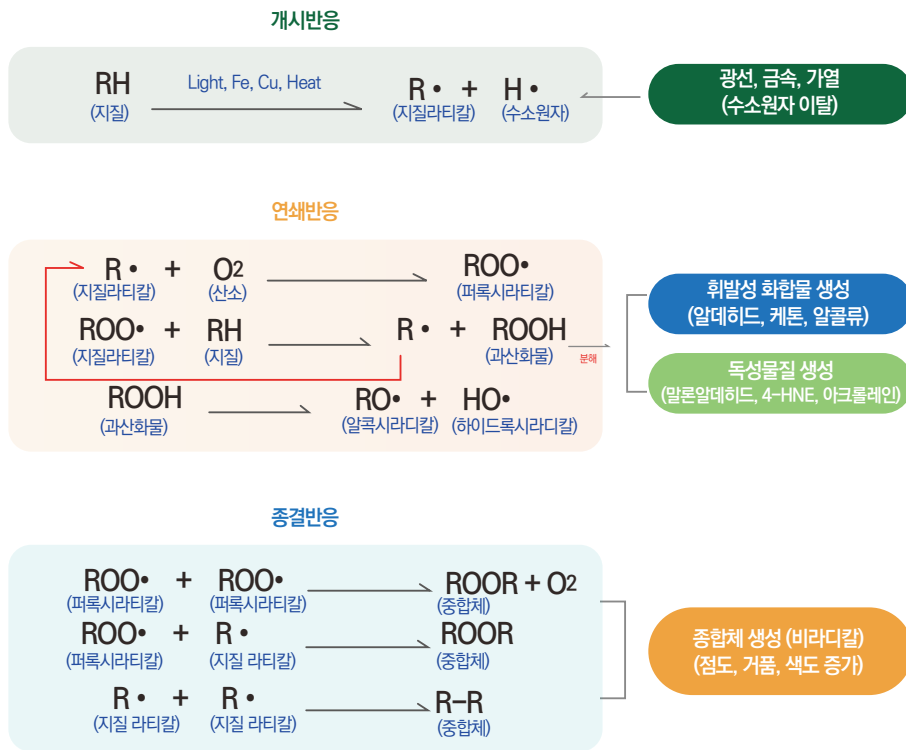 개시반응
RH Light, Fe, Cu, Heat R • + H •
(지질) (지질라티칼) (수소원자)
광선, 금속, 가열
(수소원자 이탈)
연쇄반응
R • + O2 ROO•
(지질라티칼) (산소) (퍼록시라티칼)
ROO• + RH R • + ROOH
(지질라티칼) (지질) (과산화물)
분해
ROOH RO• + HO•
(과산화물) (알콕시라디칼) (하이드록시라디칼)
휘발성 화합물 생성
(알데히드, 케톤, 알콜류)
독성물질 생성
(말론알데히드, 4-HNE, 아크롤레인)
종결반응
ROO• + ROO• ROOR + O2
(퍼록시라티칼) (퍼록시라티칼) (중합체)
ROO• + R • ROOR
(퍼록시라티칼) (지질 라티칼) (중합체)
R • + R • R-R
(지질 라티칼) (지질 라티칼) (중합체)
종합체 생성 (비라디칼)
(점도, 거품, 색도 증가)